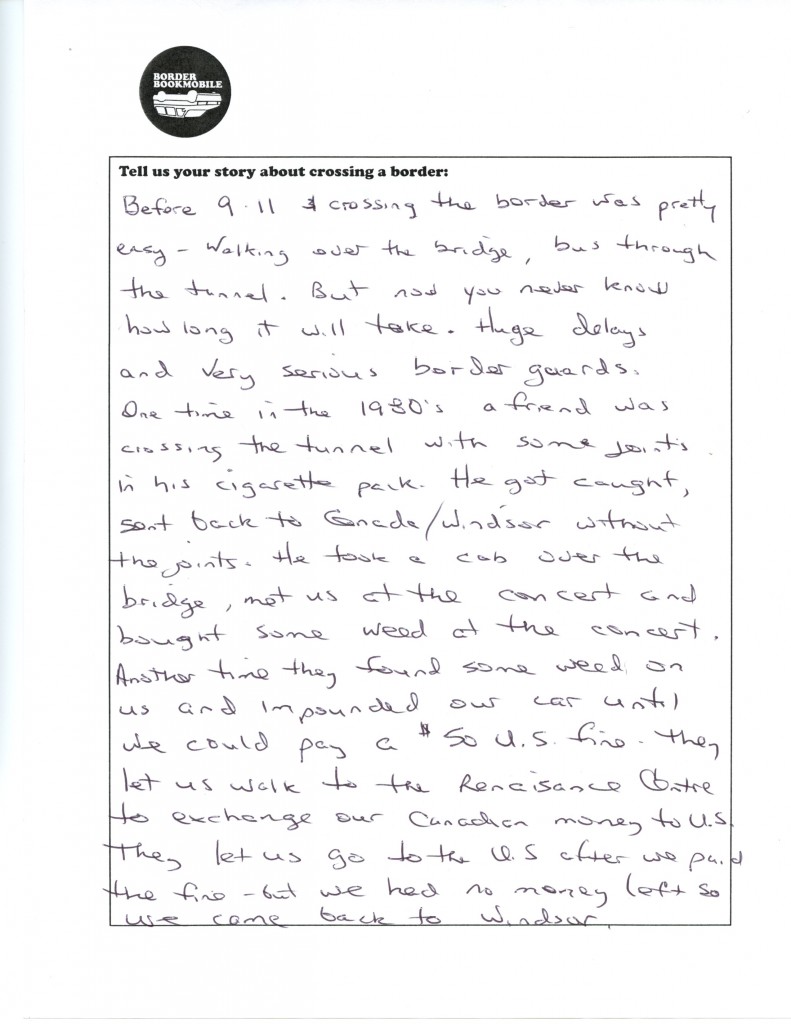 BORDER
BOOKMOBILE
Tell us your story about crossing a border:
Before 9.11 crossing the border was pretty
easy - Walking over the bridge, bus through
the tunnel. But now you never know
how long it will take. Huge delays
and very serious border guards.
One time in the 1980's a friend was
crossing the tunnel with some joints
in his cigarette pack. He got caught,
sent back to Canada/Windsor without
the joints. He took a cab over the
bridge, met us at the concert and
bought some weed at the concert.
Another time they found some weed on
us and impounded our car until
we could pay a $50 U.S. fine. They
let us walk to the Renaisance Centre
to exchange our Canadian money to U.S.
They let us go to the U.S after we paid
the fine - but we had no money left so
we came back to Windsor.